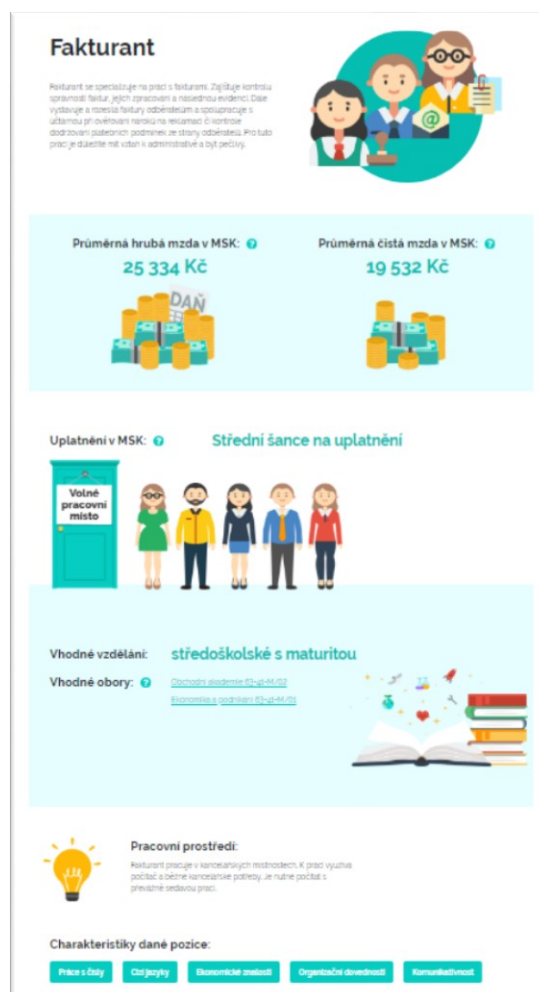 Fakturant
Fakturant se specializuje na práci s fakturami. Zajišťuje kontrolu
správnosti faktur, jejich zpracování a následnou evidenci. Dále
vystavuje a rozesílá faktury odběratelům a spolupracuje s
účtárnou při ověřování nároků na reklamaci či kontrole
dodržování platebních podmínek ze strany odběratelů. Pro tuto
práci je důležité mít vztah k administrativě a být pečlivý.
Průměrná hrubá mzda v MSK: ?
25 334 Kč
Průměrná čistá mzda v MSK: ?
19 532 Kč
DAŇ
@
Uplatnění v MSK: ?
Střední šance na uplatnění
Volné
pracovní
místo
Vhodné vzdělání: středoškolské s maturitou
Vhodné obory: ? Obchodní akademie 63-41-M/02
Ekonomika a podnikání 63-41-M/01
Pracovní prostředí:
Fakturant pracuje v kancelářských místnostech. K práci využívá
počítač a běžné kancelářské potřeby. Je nutné počítat s
převážně sedavou prací.
Charakteristiky dané pozice:
Práce s čísly
Cizí jazyky
Ekonomické znalosti
Organizační dovednosti
Komunikativnost